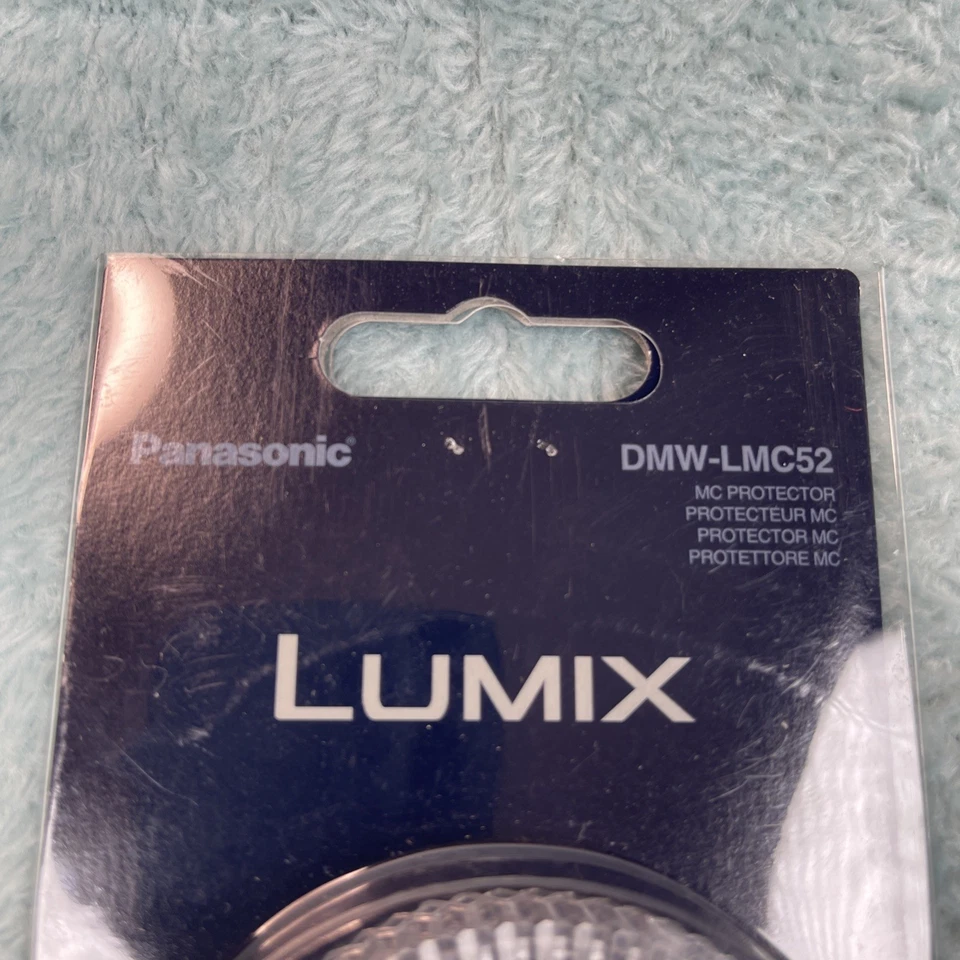 Panasonic
DMW-LMC52
MC PROTECTOR
PROTECTEUR MC
PROTECTOR MC
PROTETTORE MC
LUMIX